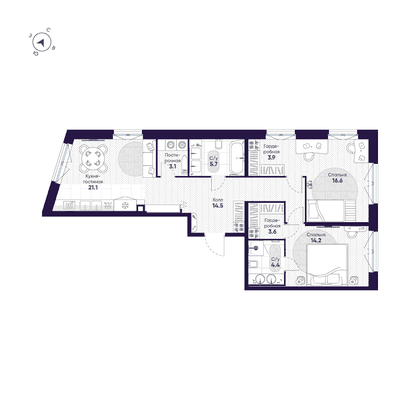 С
В
Ю
З
Кухня-
гостиная
21.1
Пости-
рочная
3.1
С/у
5.7
Гарде-
робная
3.9
Спальня
16.6
Холл
14.5
Гарде-
робная
3.6
С/у
4.4
Спальня
14.2